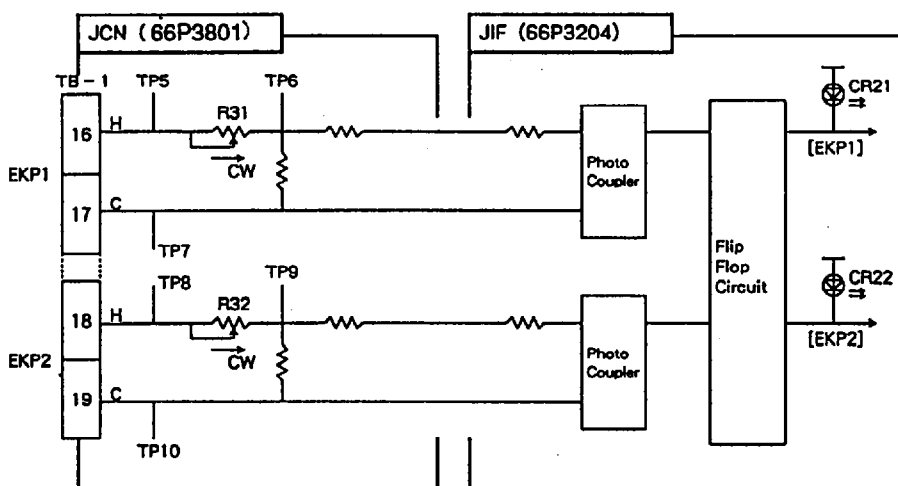 JCN (66P3801)
JIF (66P3204)
TB-1
TP5
TP6
CR21
R31
16
H
CW
[EKP1]
EKP1
Photo
Coupler
17
C
TP7
Flip
Flop
Circuit
TP8
TP9
CR22
R32
18
H
CW
[EKP2]
EKP2
Photo
Coupler
19
C
TP10